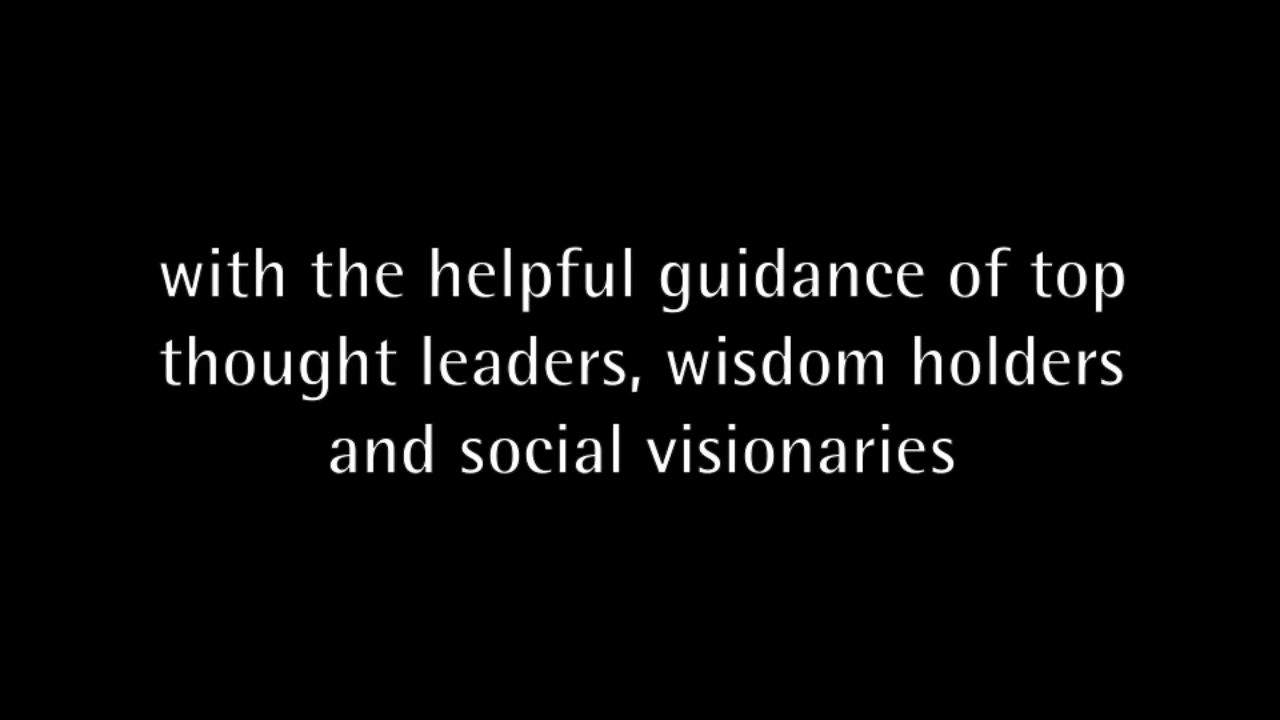 with the helpful guidance of top
thought leaders, wisdom holders
and social visionaries